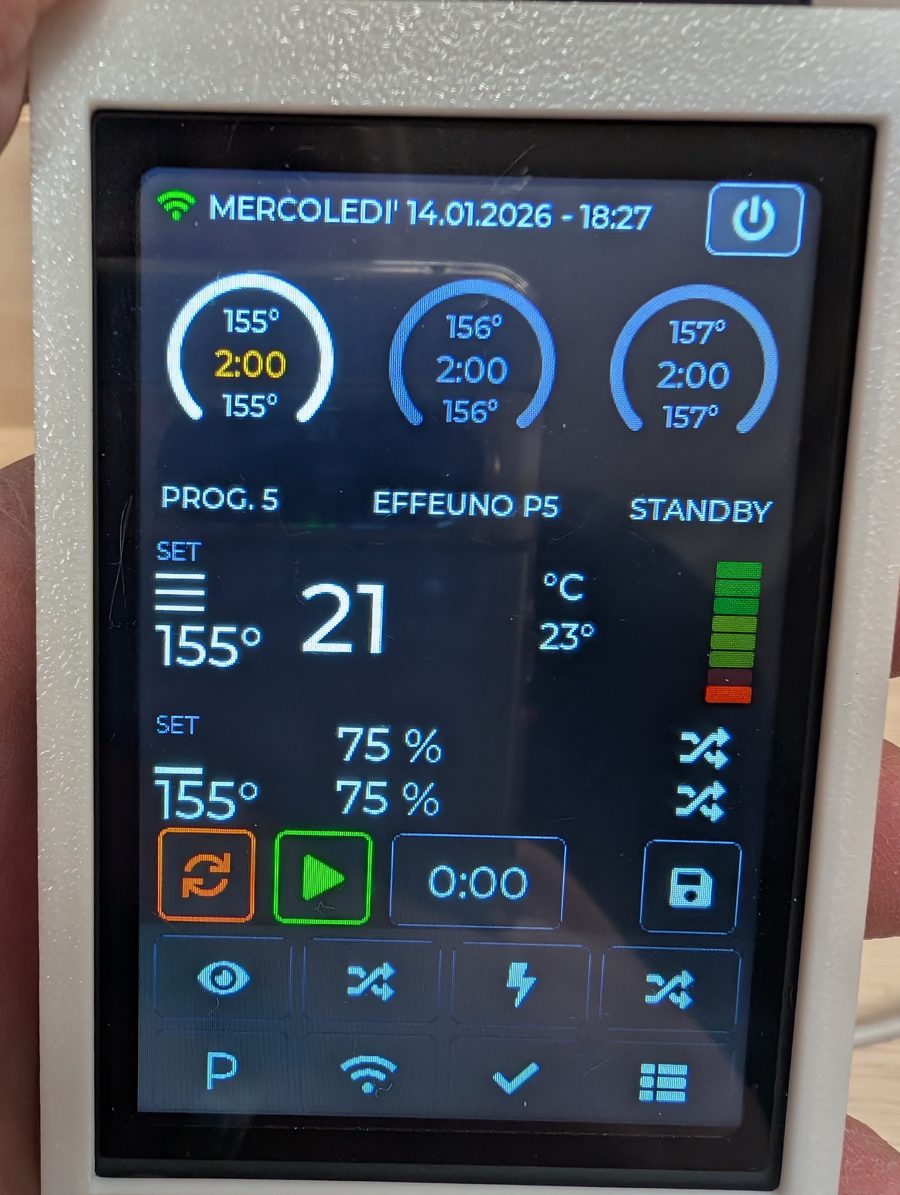 MERCOLEDI' 14.01.2026 - 18:27
155° 156° 157°
2:00 2:00 2:00
155° 156° 157°
PROG. 5 EFFEUNO P5 STANDBY
SET
21 °C
155° 23°
SET
75 %
155° 75 %
0:00
P